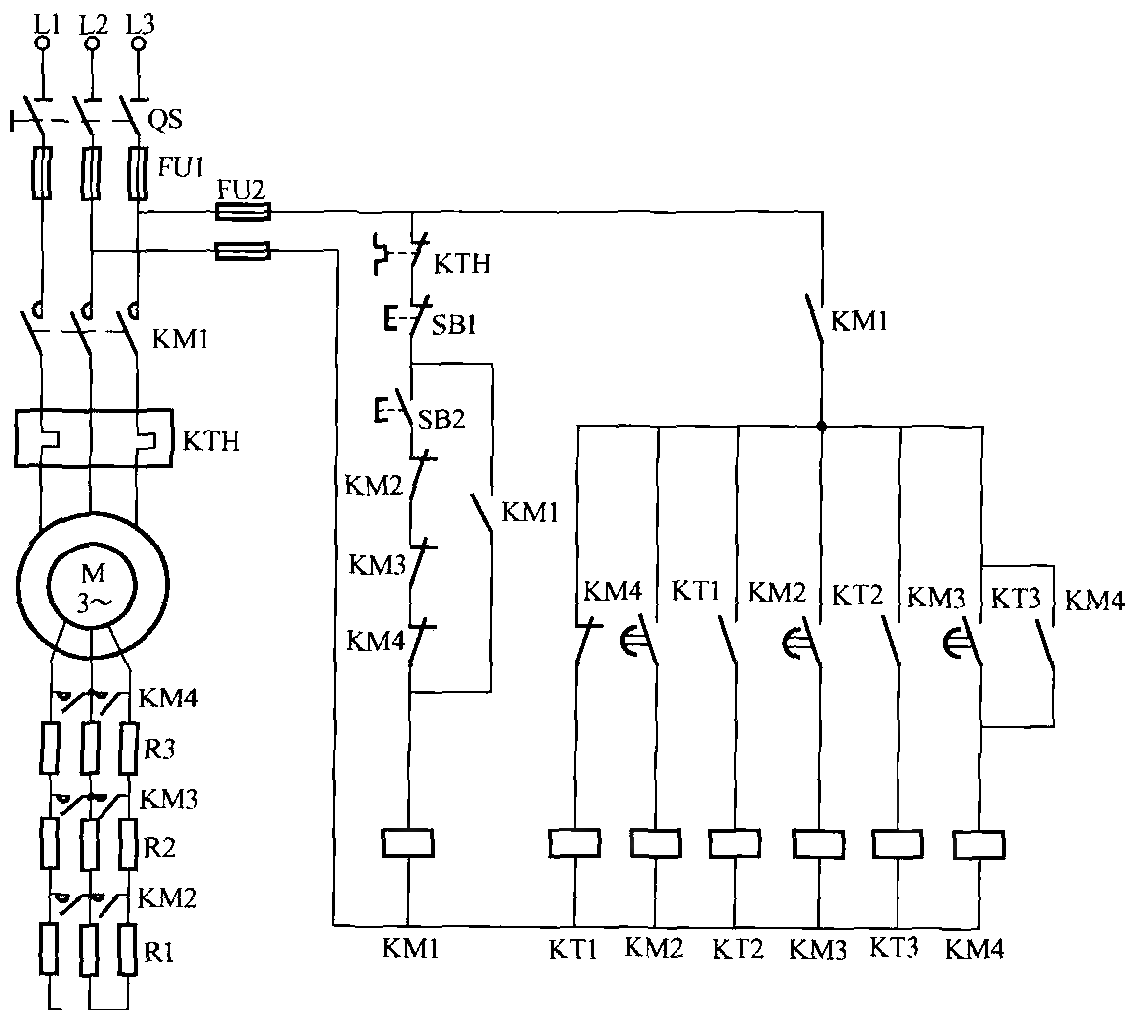 L1 L2 L3
QS
FU1
FU2
KTH
SB1
KM1
KM1
SB2
KTH
KM2
KM1
KM3
M
3~
KM4 KT1 KM2 KT2 KM3 KT3 KM4
KM4
KM4
R3
KM3
R2
KM2
R1
KM1 KT1 KM2 KT2 KM3 KT3 KM4